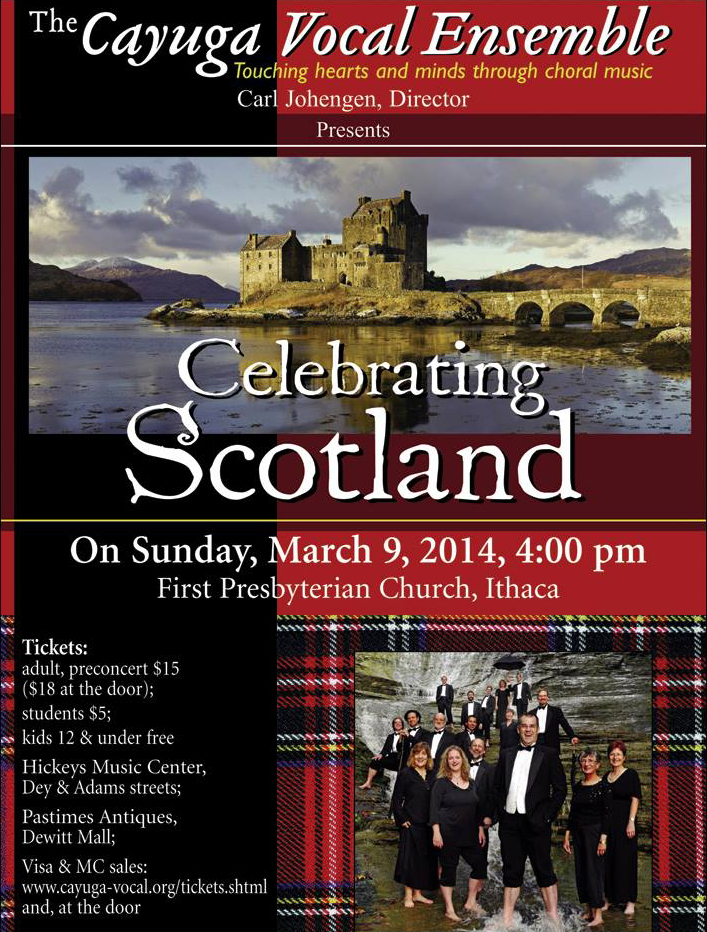 The Cayuga Vocal Ensemble
Touching hearts and minds through choral music
Carl Johengen, Director
Presents
Celebrating
Scotland
On Sunday, March 9, 2014, 4:00 pm
First Presbyterian Church, Ithaca
Tickets:
adult, preconcert $15
($18 at the door);
students $5;
kids 12 & under free
Hickeys Music Center,
Dey & Adams streets;
Pastimes Antiques,
Dewitt Mall;
Visa & MC sales:
www.cayuga-vocal.org/tickets.shtml
and, at the door